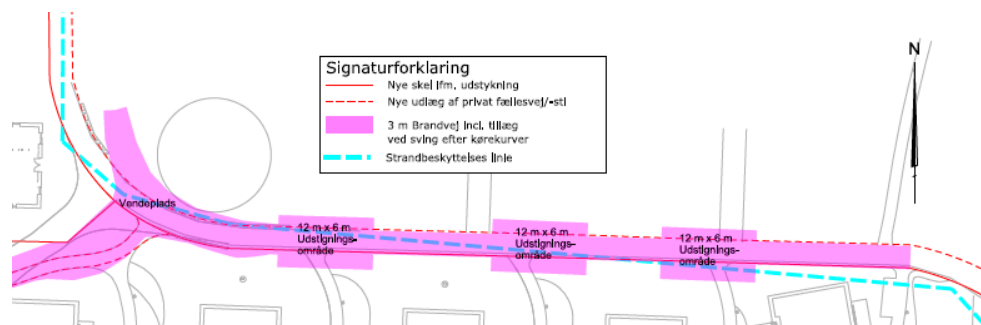 N
Signaturforklaring
Nye skel ifm. udstykning
Nye udlæg af privat fællesvej/-sti
3 m Brandvej incl. tillæg
ved sving efter kørekurver
Strandbeskyttelses linie
Vendeplads
12 m x 6 m
Udstignings-
område
12 m x 6 m
Udstignings-
område
12 m x 6 m
Udstignings-
område